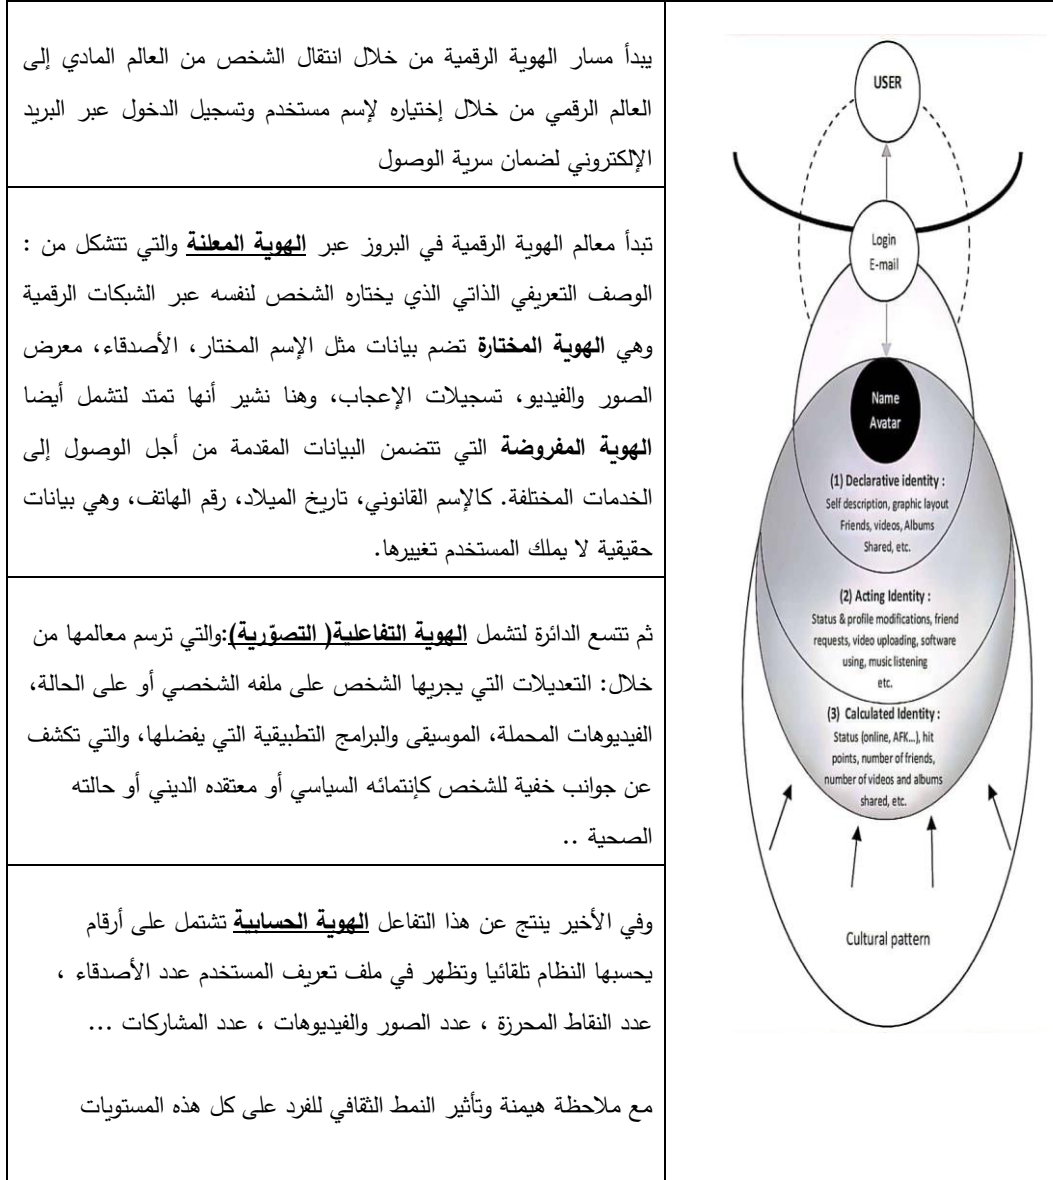 يبدأ مسار الهوية الرقمية من خلال انتقال الشخص من العالم المادي إلى
العالم الرقمي من خلال إختياره لإسم مستخدم وتسجيل الدخول عبر البريد
الإلكتروني لضمان سرية الوصول
تبدأ معالم الهوية الرقمية في البروز عبر الهوية المعلنة والتي تتشكل من :
الوصف التعريفي الذاتي الذي يختاره الشخص لنفسه عبر الشبكات الرقمية
وهي الهوية المختارة تضم بيانات مثل الإسم المختار، الأصدقاء، معرض
الصور والفيديو، تسجيلات الإعجاب، وهنا نشير أنها تمتد لتشمل أيضا
الهوية المفروضة التي تتضمن البيانات المقدمة من أجل الوصول إلى
الخدمات المختلفة. كالإسم القانوني، تاريخ الميلاد، رقم الهاتف، وهي بيانات
حقيقية لا يملك المستخدم تغييرها.
ثم تتسع الدائرة لتشمل الهوية التفاعلية( التصوّرية):والتي ترسم معالمها من
خلال: التعديلات التي يجريها الشخص على ملفه الشخصي أو على الحالة،
الفيديوهات المحملة، الموسيقى والبرامج التطبيقية التي يفضلها، والتي تكشف
عن جوانب خفية للشخص كإنتمائه السياسي أو معتقده الديني أو حالته
الصحية ..
وفي الأخير ينتج عن هذا التفاعل الهوية الحسابية تشتمل على أرقام
يحسبها النظام تلقائيا وتظهر في ملف تعريف المستخدم عدد الأصدقاء ،
عدد النقاط المحرزة ، عدد الصور والفيديوهات ، عدد المشاركات ...
مع ملاحظة هيمنة وتأثير النمط الثقافي للفرد على كل هذه المستويات
USER
Login
E-mail
Name
Avatar
(1) Declarative identity :
Self description, graphic layout
Friends, videos, Albums
Shared, etc.
(2) Acting Identity :
Status & profile modifications, friend
requests, video uploading, software
using, music listening
etc.
(3) Calculated Identity :
Status (online, AFK...), hit
points, number of friends,
number of videos and albums
shared, etc.
Cultural pattern